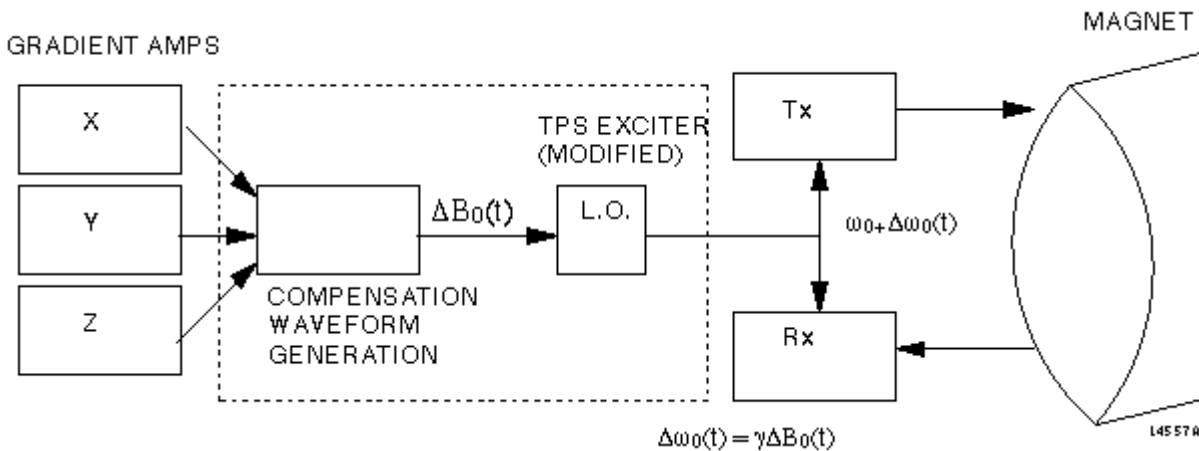 MAGNET
GRADIENT AMPS
X
Y
Z
TPS EXCITER
(MODIFIED)
ΔB₀(t)
L.O.
COMPENSATION
WAVEFORM
GENERATION
Tx
ω₀₊Δω₀(t)
Rx
Δω₀(t) = γΔB₀(t)
14557A